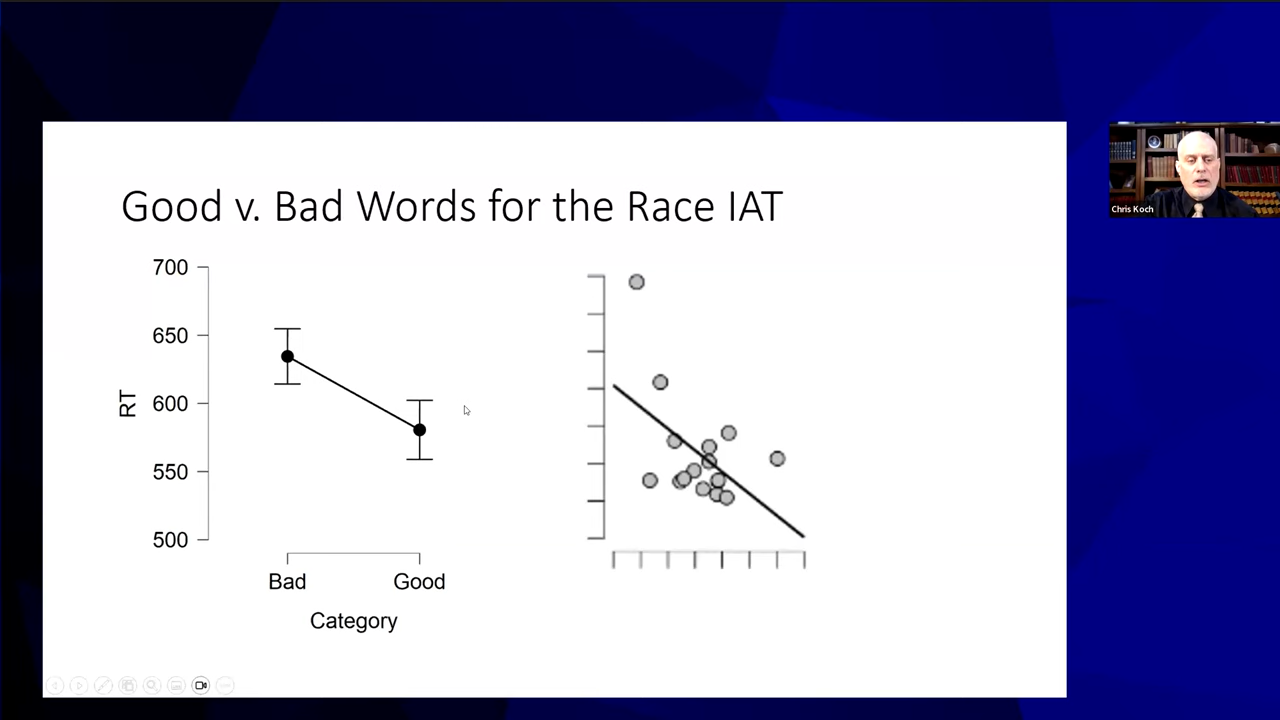 Good v. Bad Words for the Race IAT
Chris Koch
700
650
600
550
500
RT
Bad
Good
Category